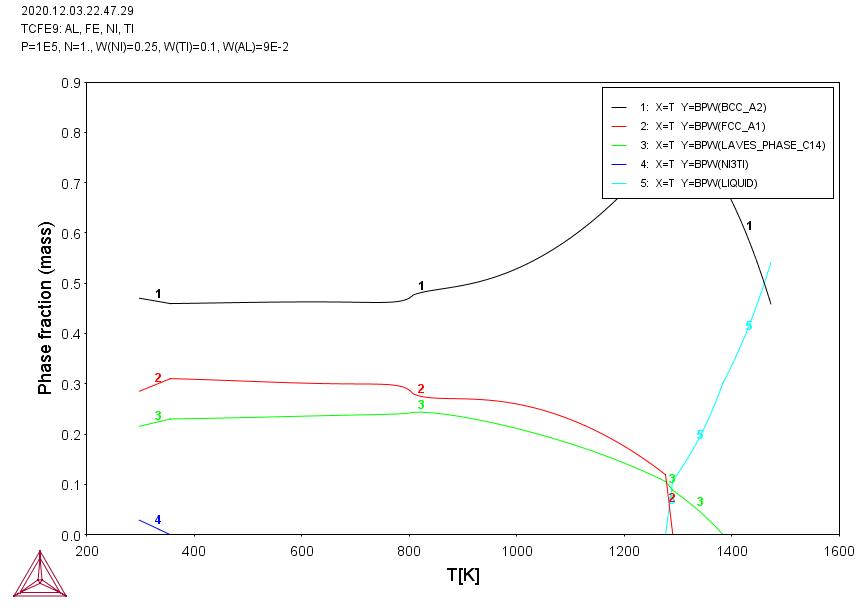 2020.12.03.22.47.29
TCFE9: AL, FE, NI, TI
P=1E5, N=1., W(NI)=0.25, W(TI)=0.1, W(AL)=9E-2
0.9
0.8
0.7
0.6
0.5
0.4
0.3
0.2
0.1
0.0
Phase fraction (mass)
1: X=T Y=BPW(BCC_A2)
2: X=T Y=BPW(FCC_A1)
3: X=T Y=BPW(LAVES_PHASE_C14)
4: X=T Y=BPW(NI3TI)
5: X=T Y=BPW(LIQUID)
1
1
1
2
2
2
3
3
3
3
4
5
5
200 400 600 800 1000 1200 1400 1600
T[K]